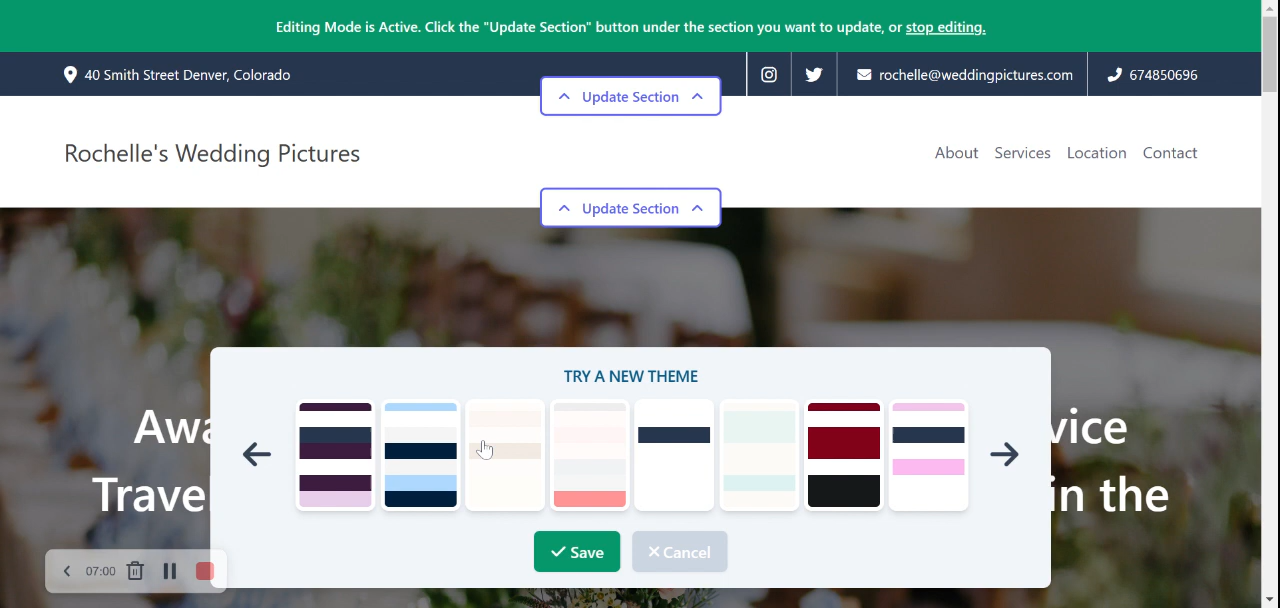 Editing Mode is Active. Click the "Update Section" button under the section you want to update, or stop editing.
40 Smith Street Denver, Colorado
rochelle@weddingpictures.com
674850696
Update Section
Rochelle's Wedding Pictures
About Services Location Contact
Update Section
TRY A NEW THEME
vice
Travel
in the
Save
Cancel
07:00